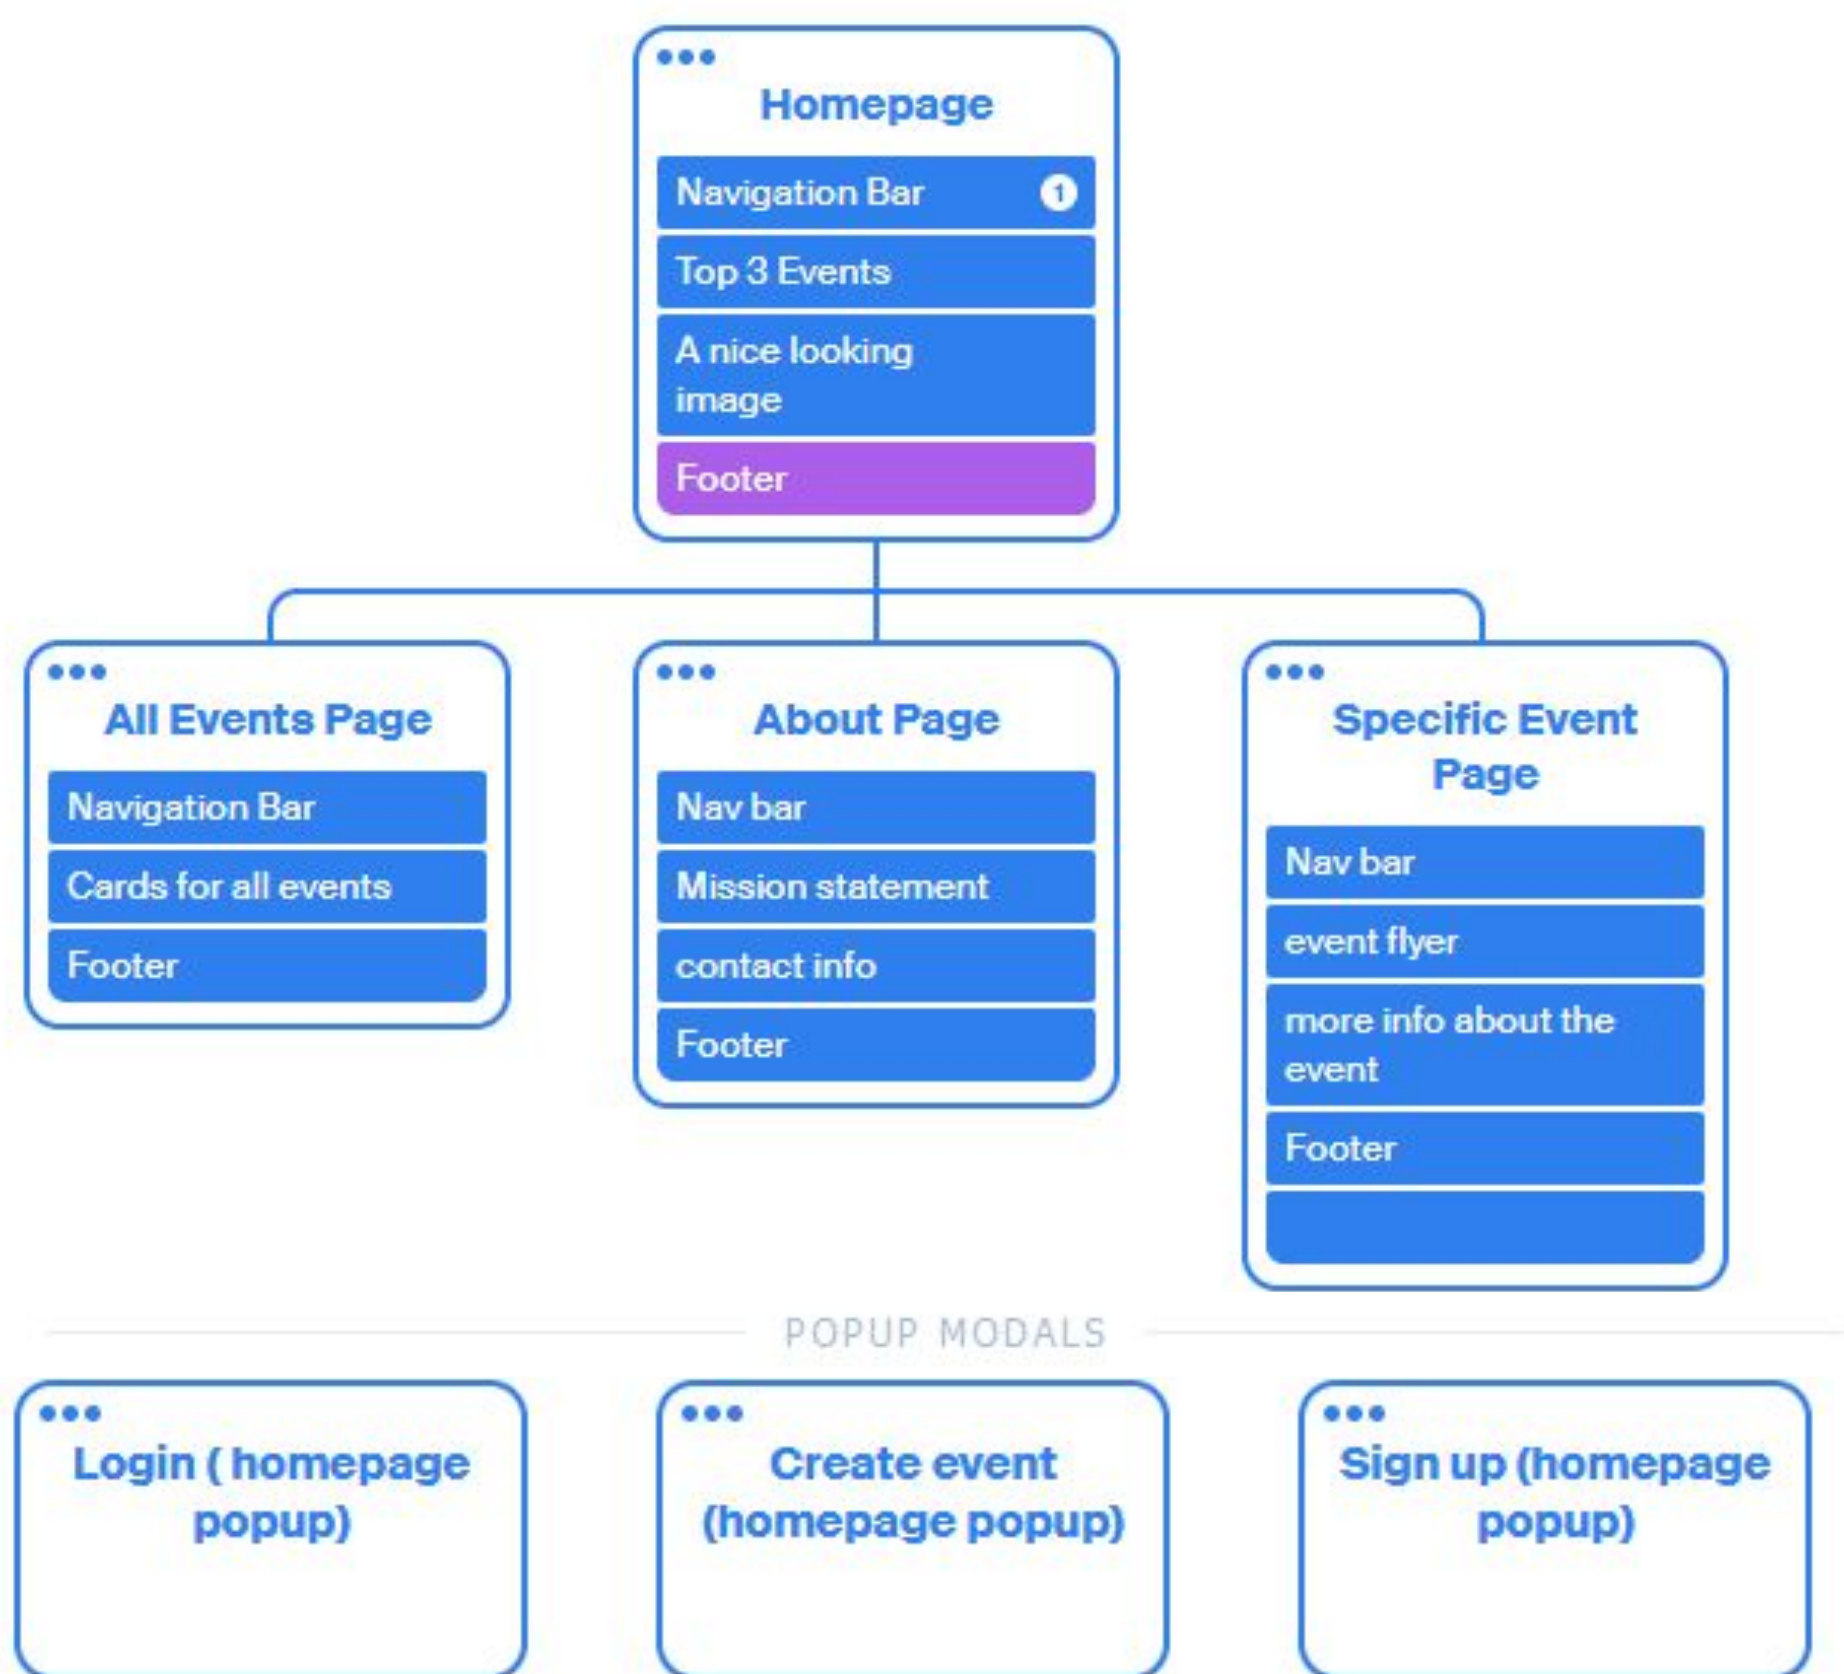 Homepage
Navigation Bar 1
Top 3 Events
A nice looking
image
Footer
All Events Page
Navigation Bar
Cards for all events
Footer
About Page
Nav bar
Mission statement
contact info
Footer
Specific Event
Page
Nav bar
event flyer
more info about the
event
Footer
POPUP MODALS
Login ( homepage
popup)
Create event
(homepage popup)
Sign up (homepage
popup)